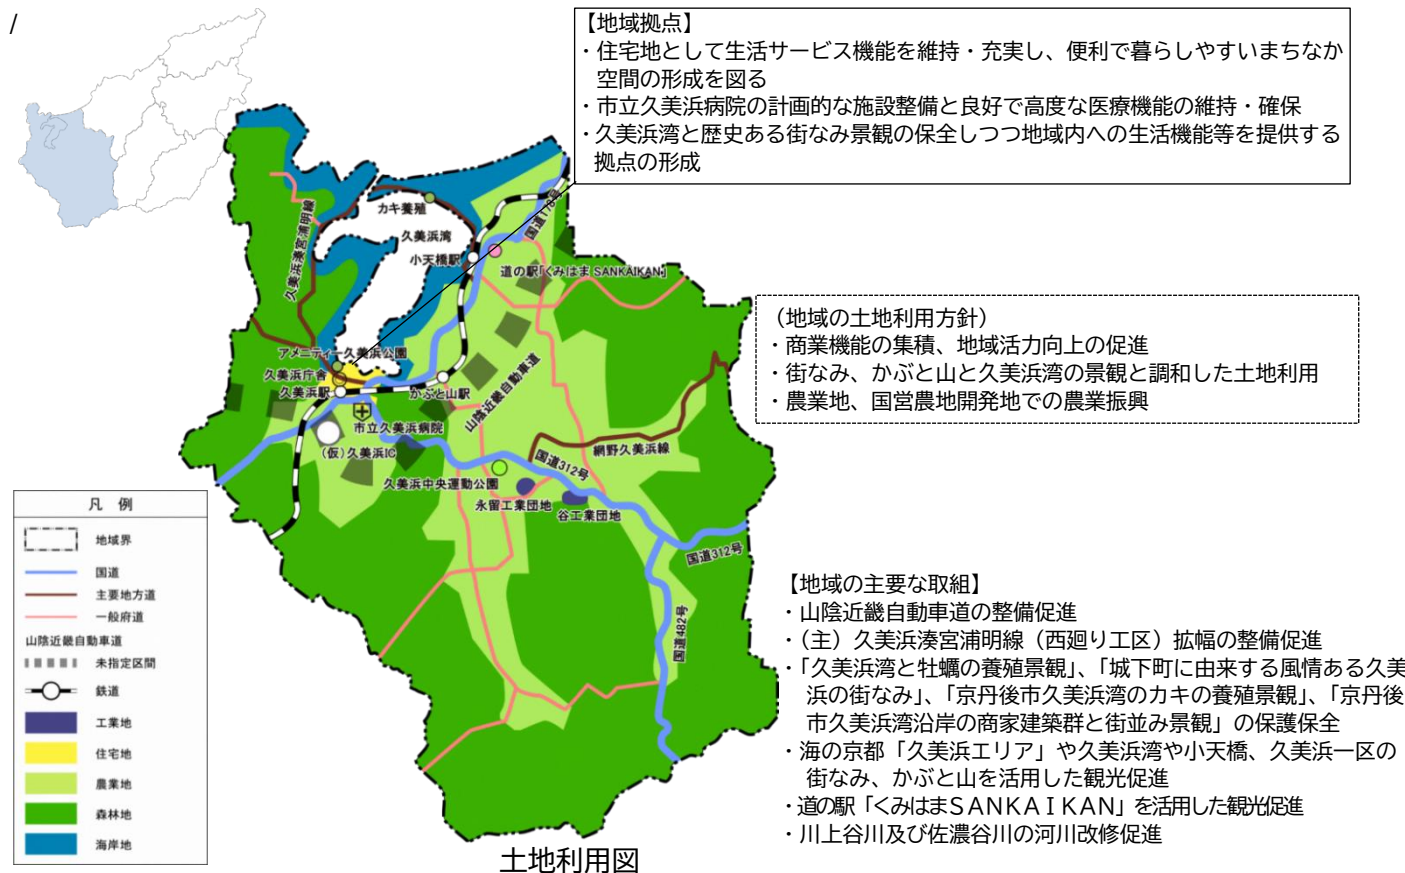 /
【地域拠点】
・住宅地として生活サービス機能を維持・充実し、便利で暮らしやすいまちなか
空間の形成を図る
・市立久美浜病院の計画的な施設整備と良好で高度な医療機能の維持・確保
・久美浜湾と歴史ある街なみ景観の保全しつつ地域内への生活機能等を提供する
拠点の形成
カキ養殖
久美浜湾
小天橋駅
国道178号
久美浜湊宮浦明線
道の駅「くみはま SANKAIKAN」
アメニティー久美浜公園
久美浜庁舎
久美浜駅
かぶと山駅
山陰近畿自動車道
市立久美浜病院
(仮)久美浜IC
久美浜中央運動公園
国道312号
網野久美浜線
永留工業団地
谷工業団地
国道312号
国道482号
（地域の土地利用方針）
・商業機能の集積、地域活力向上の促進
・街なみ、かぶと山と久美浜湾の景観と調和した土地利用
・農業地、国営農地開発地での農業振興
凡 例
地域界
国道
主要地方道
一般府道
山陰近畿自動車道
未指定区間
鉄道
工業地
住宅地
農業地
森林地
海岸地
【地域の主要な取組】
・山陰近畿自動車道の整備促進
・（主）久美浜湊宮浦明線（西廻り工区）拡幅の整備促進
・「久美浜湾と牡蠣の養殖景観」、「城下町に由来する風情ある久美
浜の街なみ」、「京丹後市久美浜湾のカキの養殖景観」、「京丹後
市久美浜湾沿岸の商家建築群と街並み景観」の保護保全
・海の京都「久美浜エリア」や久美浜湾や小天橋、久美浜一区の
街なみ、かぶと山を活用した観光促進
・道の駅「くみはまＳＡＮＫＡＩＫＡＮ」を活用した観光促進
・川上谷川及び佐濃谷川の河川改修促進
土地利用図